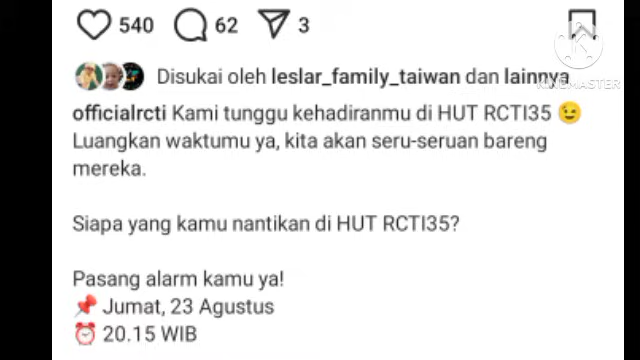 540 62 3
Disukai oleh leslar_family_taiwan dan lainnya
KINEMASTER
officialrcti Kami tunggu kehadiranmu di HUT RCTI35 😉
Luangkan waktumu ya, kita akan seru-seruan bareng
mereka.
Siapa yang kamu nantikan di HUT RCTI35?
Pasang alarm kamu ya!
📌 Jumat, 23 Agustus
⏰ 20.15 WIB